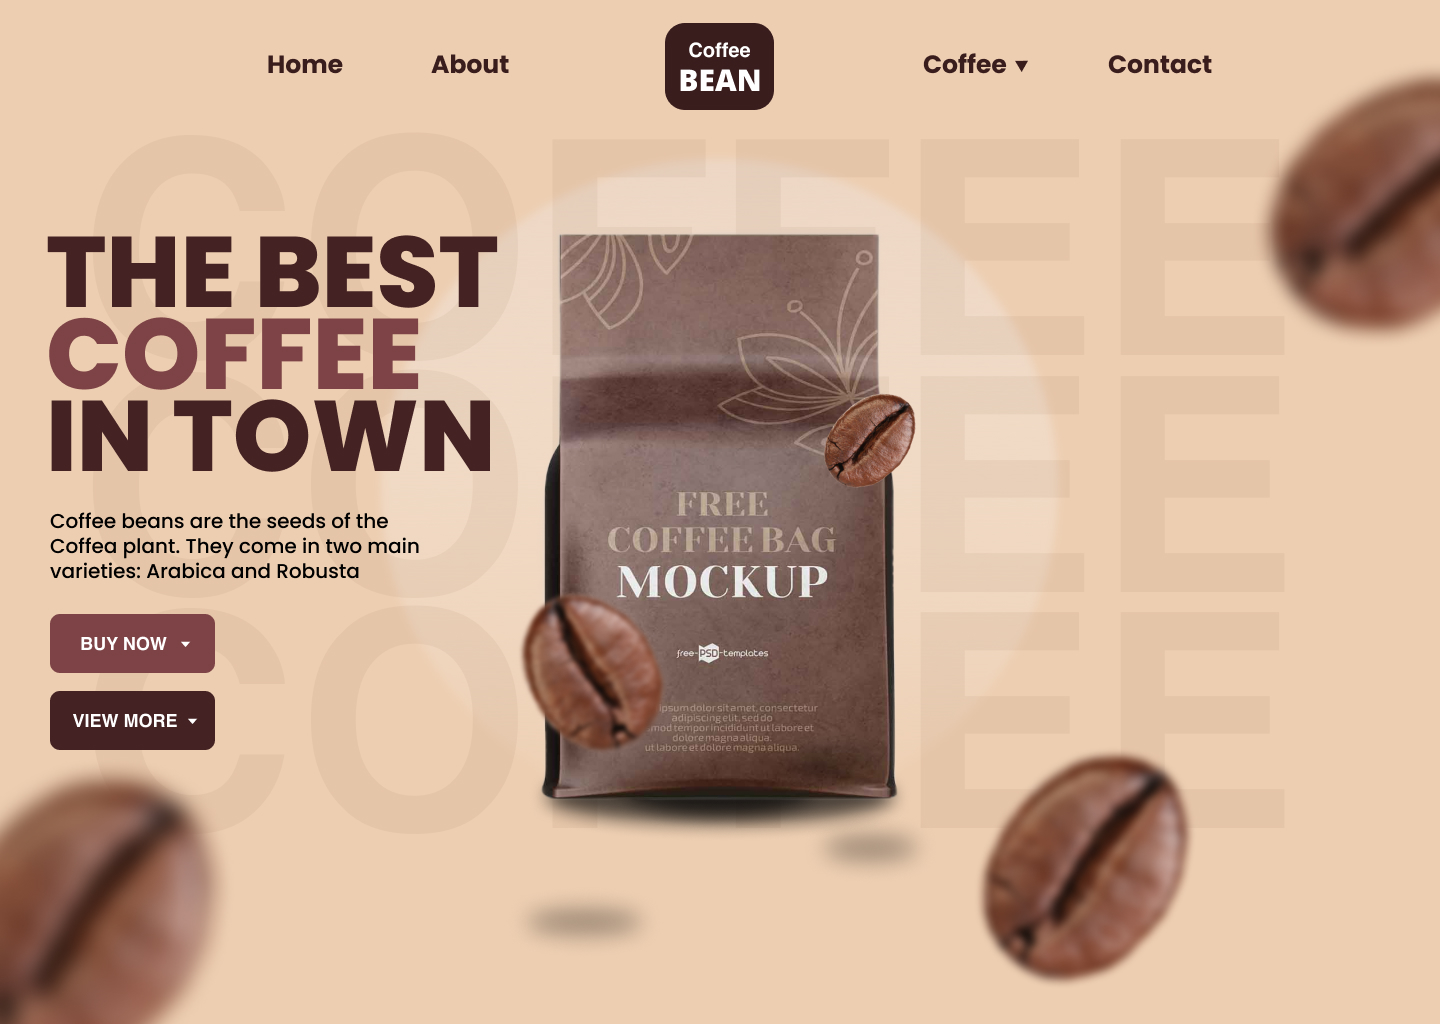 Home
About
Coffee
BEAN
Coffee
Contact
COFFEE
COFFEE
COFFEE
THE BEST
COFFEE
IN TOWN
Coffee beans are the seeds of the
Coffea plant. They come in two main
varieties: Arabica and Robusta
BUY NOW
VIEW MORE
FREE
COFFEE BAG
MOCKUP
free-PSD-templates
ipsum dolor sit amet, consectetur
adipiscing elit, sed do
tempor incididunt ut labore et
dolore magna aliqua.
ut labore et dolore magna aliqua.